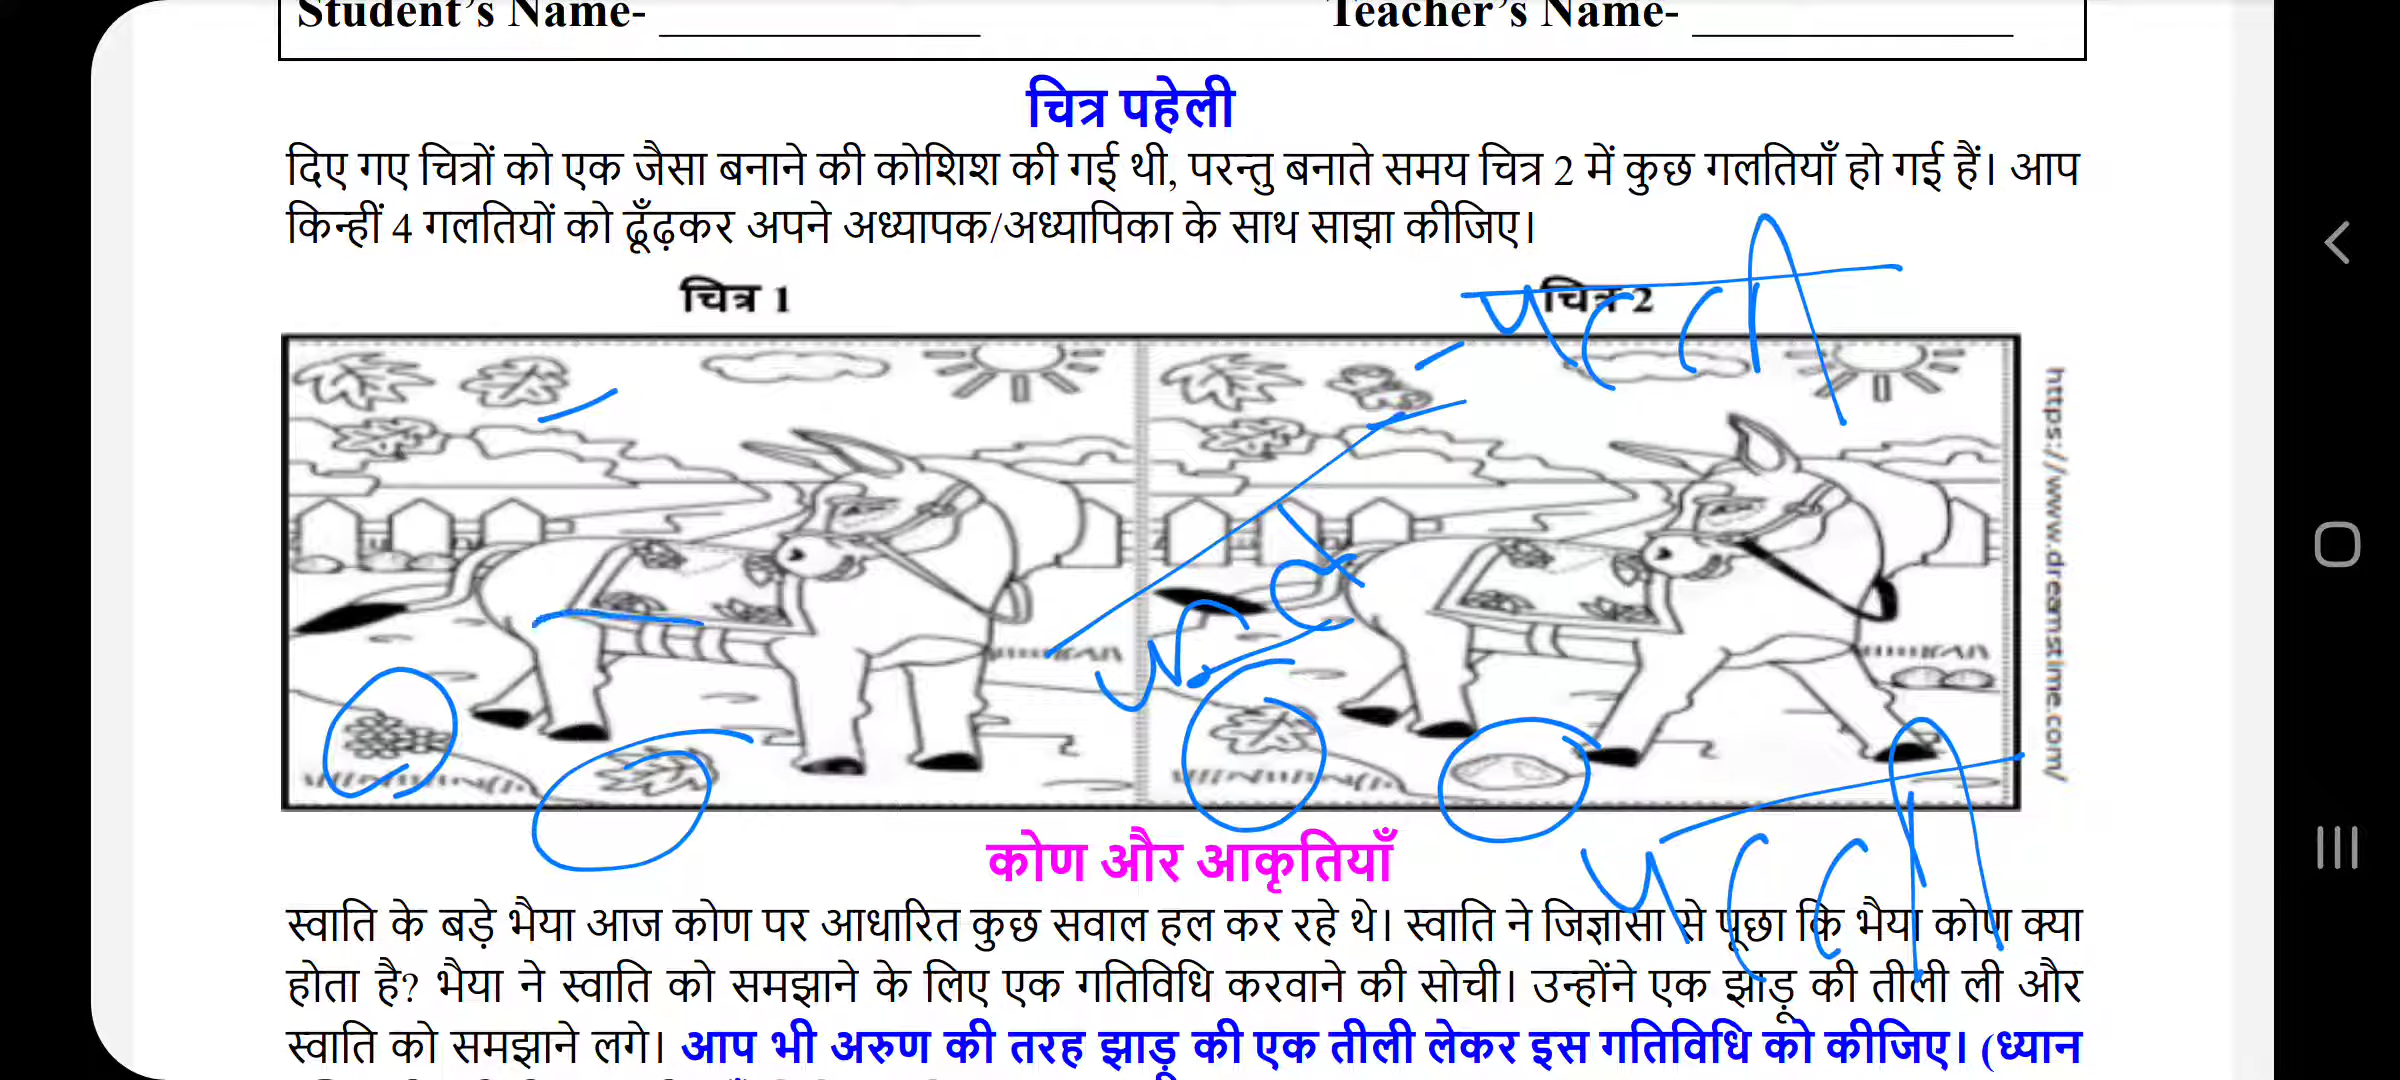 Student’s Name- ________________ Teacher’s Name- ________________
चित्र पहेली
दिए गए चित्रों को एक जैसा बनाने की कोशिश की गई थी, परन्तु बनाते समय चित्र 2 में कुछ गलतियाँ हो गई हैं। आप
किन्हीं 4 गलतियों को ढूँढ़कर अपने अध्यापक/अध्यापिका के साथ साझा कीजिए।
चित्र 1 चित्र 2
https://www.dreamstime.com/
कोण और आकृतियाँ
स्वाति के बड़े भैया आज कोण पर आधारित कुछ सवाल हल कर रहे थे। स्वाति ने जिज्ञासा से पूछा कि भैया कोण क्या
होता है? भैया ने स्वाति को समझाने के लिए एक गतिविधि करवाने की सोची। उन्होंने एक झाड़ू की तीली ली और
स्वाति को समझाने लगे। आप भी अरुण की तरह झाड़ू की एक तीली लेकर इस गतिविधि को कीजिए। (ध्यान